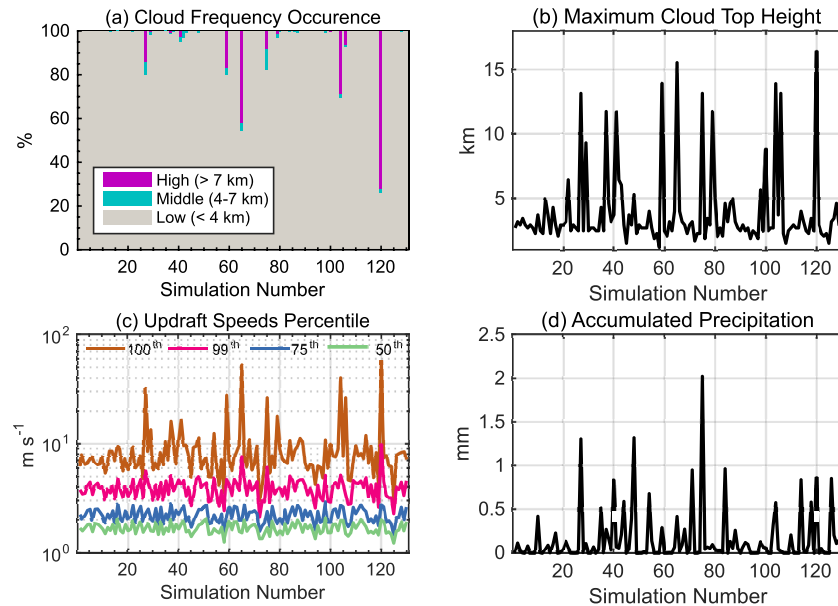 (a) Cloud Frequency Occurence
100
80
60
40
20
0
%
High (> 7 km)
Middle (4-7 km)
Low (< 4 km)
20 40 60 80 100 120
Simulation Number
(b) Maximum Cloud Top Height
15
10
5
km
20 40 60 80 100 120
Simulation Number
(c) Updraft Speeds Percentile
10²
10¹
10⁰
m s⁻¹
100th 99th 75th 50th
20 40 60 80 100 120
Simulation Number
(d) Accumulated Precipitation
2.5
2
1.5
1
0.5
0
mm
20 40 60 80 100 120
Simulation Number